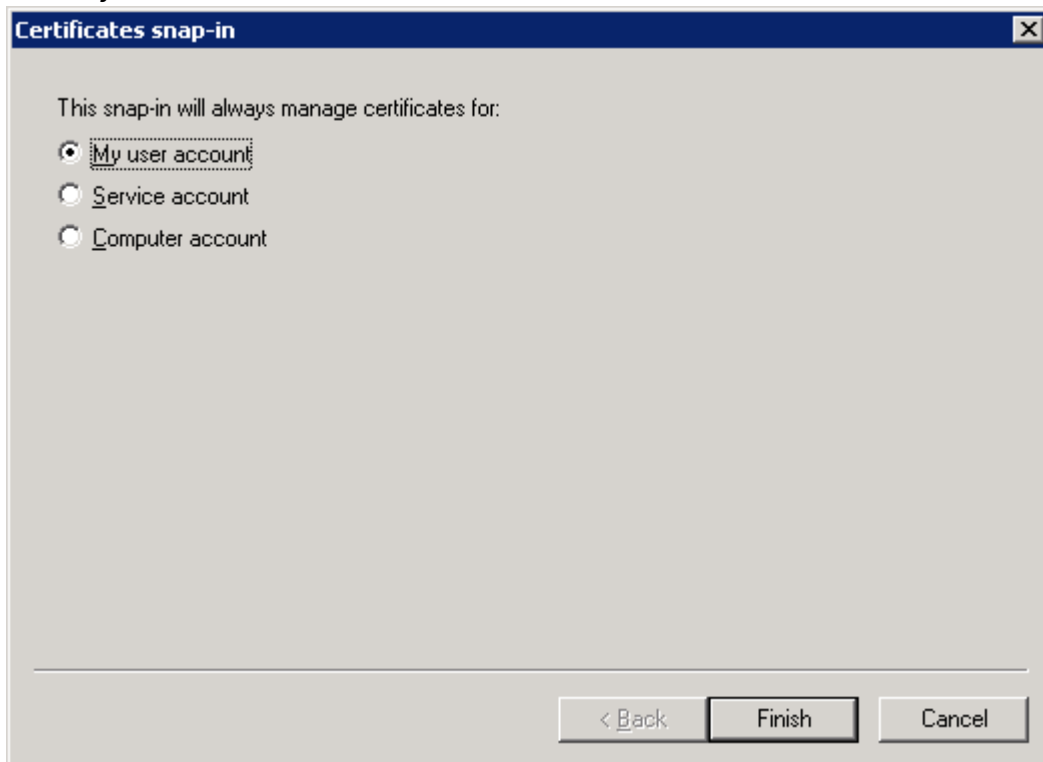 Certificates snap-in
This snap-in will always manage certificates for:
My user account
Service account
Computer account
< Back
Finish
Cancel